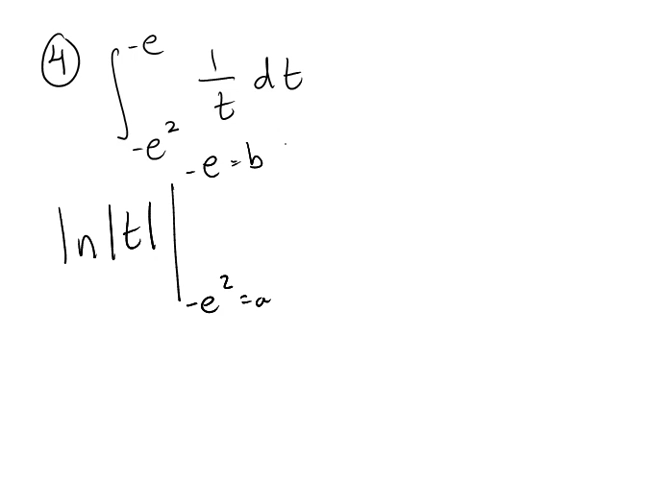 ④ ∫_{-e²}^{-e} 1/t dt
ln|t| |_{-e²=a}^{-e=b}